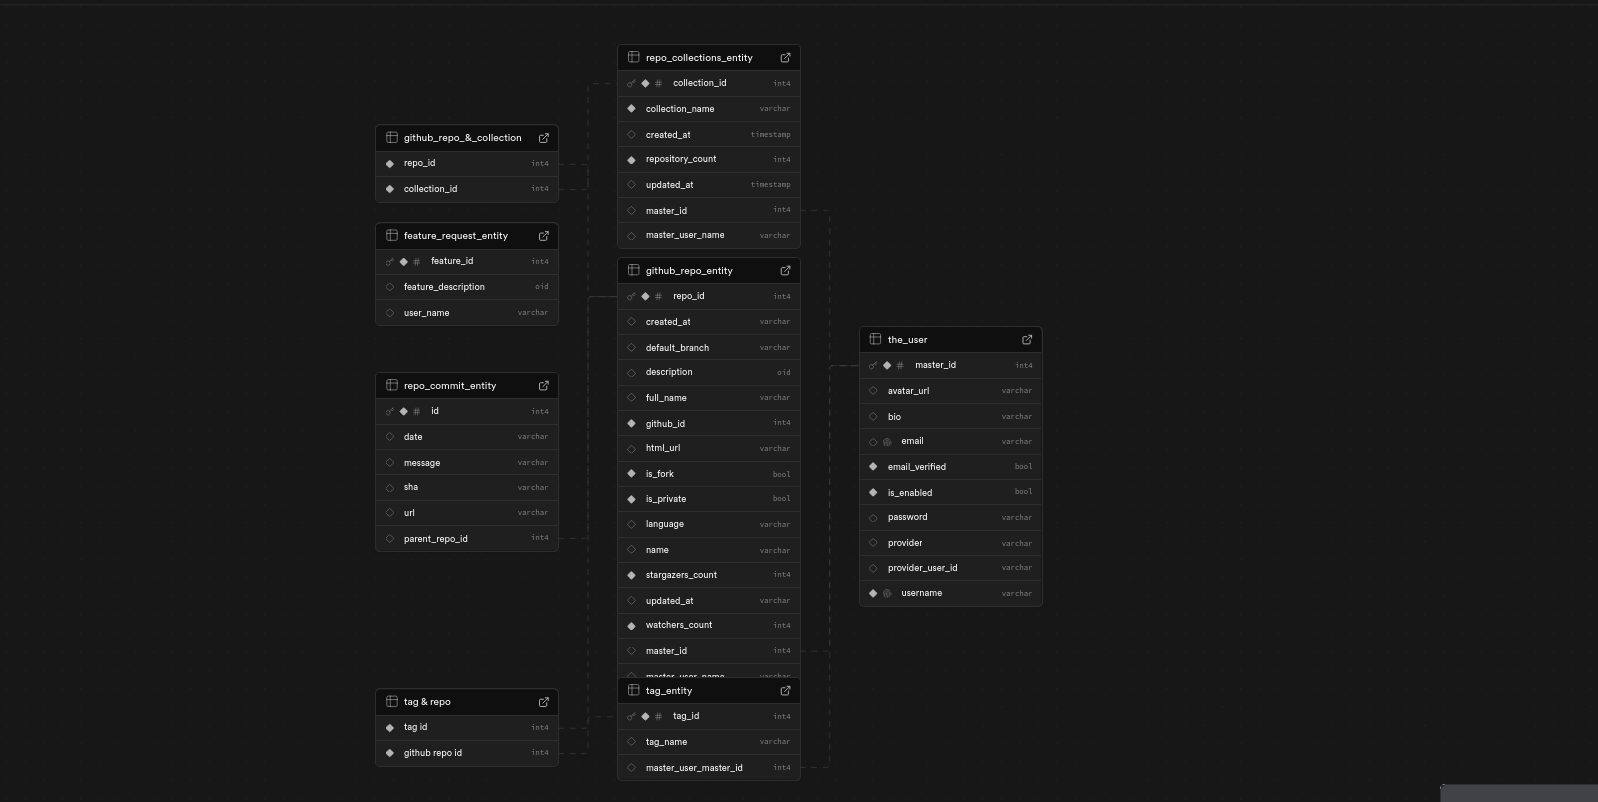 repo_collections_entity
collection_id int4
collection_name varchar
created_at timestamp
repository_count int4
updated_at timestamp
master_id int4
master_user_name varchar
github_repo_&_collection
repo_id int4
collection_id int4
feature_request_entity
# feature_id int4
feature_description oid
user_name varchar
github_repo_entity
# repo_id int4
created_at varchar
default_branch varchar
description oid
full_name varchar
github_id int4
html_url varchar
is_fork bool
is_private bool
language varchar
name varchar
stargazers_count int4
updated_at varchar
watchers_count int4
master_id int4
master_user_name varchar
the_user
# master_id int4
avatar_url varchar
bio varchar
email varchar
email_verified bool
is_enabled bool
password varchar
provider varchar
provider_user_id varchar
username varchar
repo_commit_entity
# id int4
date varchar
message varchar
sha varchar
url varchar
parent_repo_id int4
tag & repo
tag id int4
github repo id int4
tag_entity
# tag_id int4
tag_name varchar
master_user_master_id int4